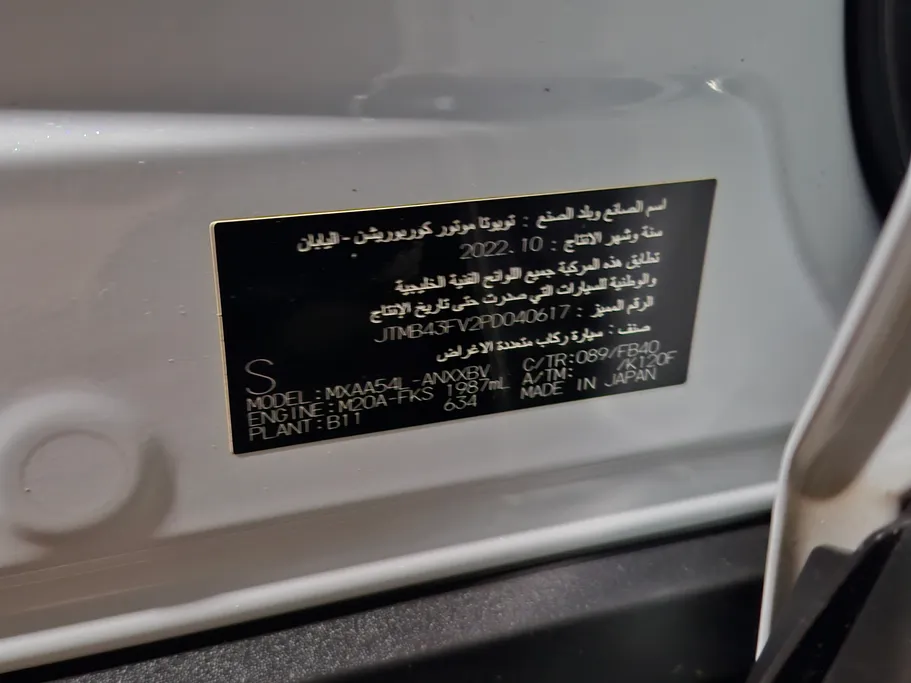 اسم الصانع وبلد الصنع : تويوتا موتور كوربوريشن - اليابان
سنة وشهر الانتاج : 2022.10
تطابق هذه المركبة جميع اللوائح الفنية الخليجية
والوطنية للسيارات التي صدرت حتى تاريخ الإنتاج
الرقم المميز : JTMB43FV2PD040617
صنف : سيارة ركاب متعددة الاغراض
S
MODEL:MXAA54L-ANXXBV C/TR:089/FB40
ENGINE:M20A-FKS 1987mL A/TM: /K120F
PLANT:B11 634 MADE IN JAPAN